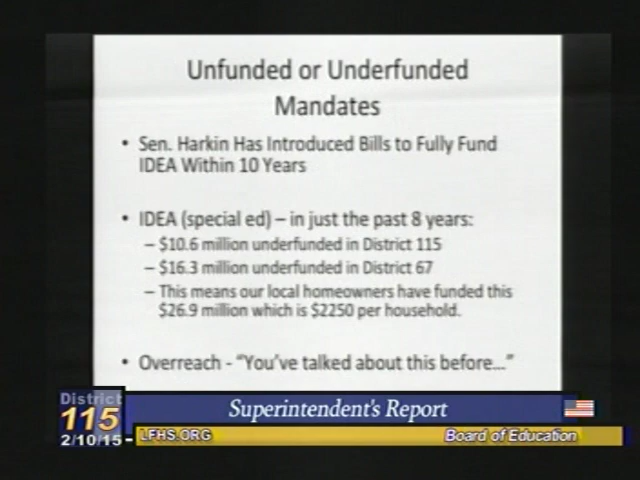 Unfunded or Underfunded
Mandates
• Sen. Harkin Has Introduced Bills to Fully Fund
IDEA Within 10 Years
• IDEA (special ed) – in just the past 8 years:
– $10.6 million underfunded in District 115
– $16.3 million underfunded in District 67
– This means our local homeowners have funded this
$26.9 million which is $2250 per household.
• Overreach - “You’ve talked about this before...”
District
115
2/10/15
Superintendent's Report
LFHS.ORG
Board of Education